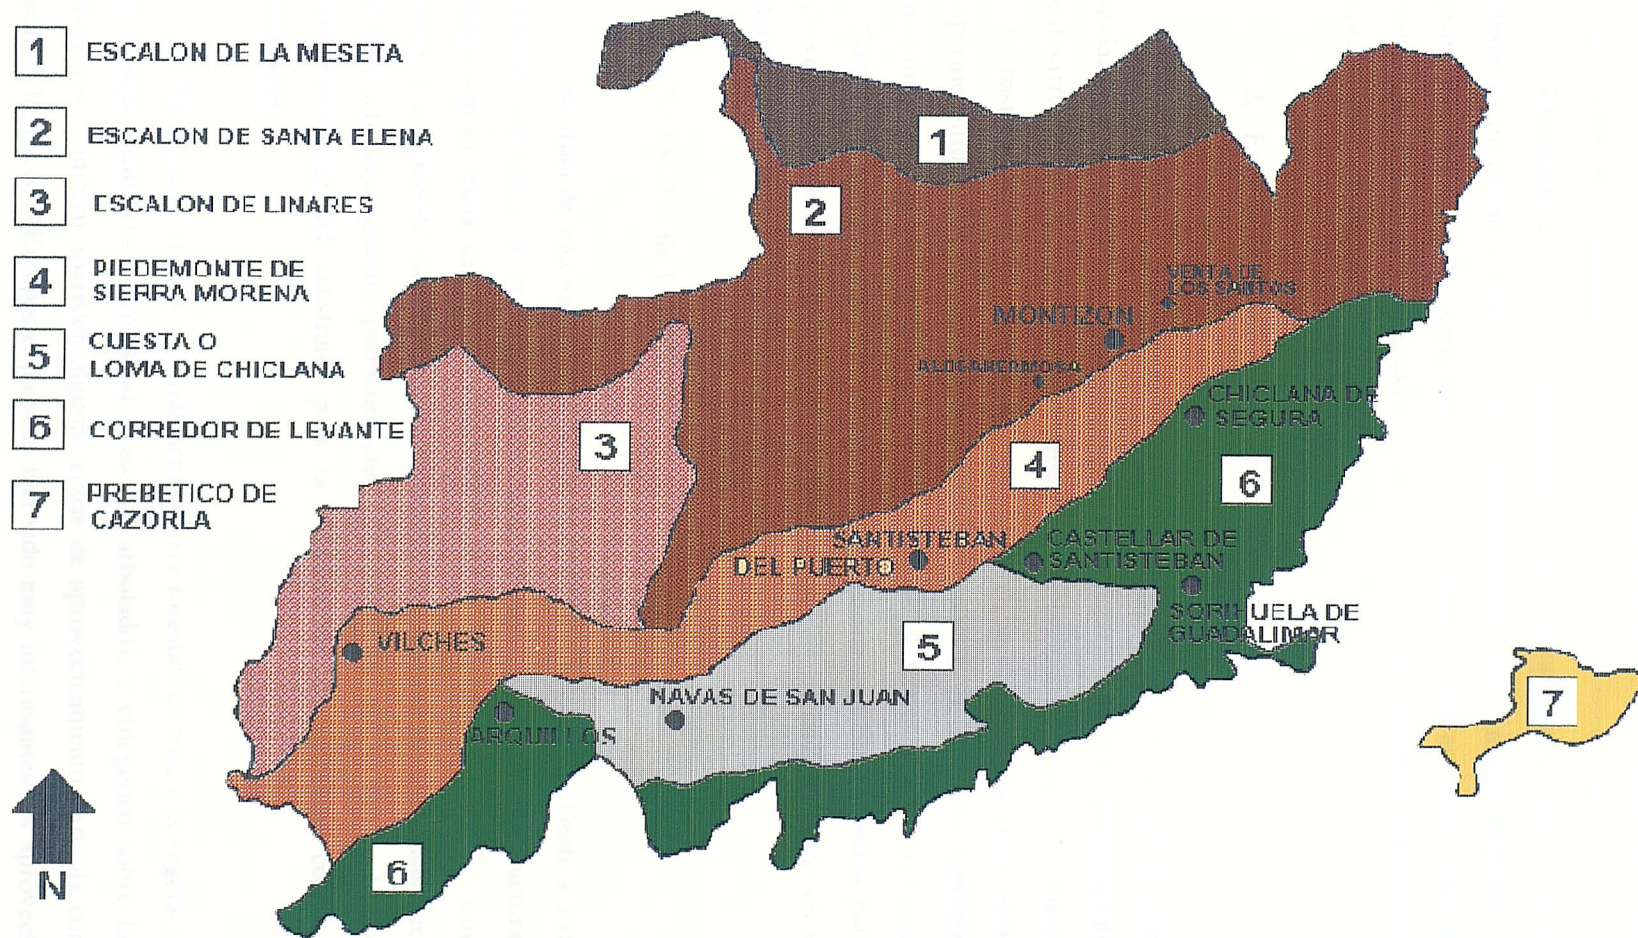 1 ESCALON DE LA MESETA
2 ESCALON DE SANTA ELENA
3 ESCALON DE LINARES
4 PIEDEMONTE DE
SIERRA MORENA
5 CUESTA O
LOMA DE CHICLANA
6 CORREDOR DE LEVANTE
7 PREBETICO DE
CAZORLA
N
1
2
VENTA DE
LOS SANTOS
MONTIZON
ALDEAHERMOSA
CHICLANA DE
SEGURA
3
4
6
SANTISTEBAN
DEL PUERTO
CASTELLAR DE
SANTISTEBAN
SORIHUELA DE
GUADALIMAR
VILCHES
5
NAVAS DE SAN JUAN
ARQUILLOS
7
6